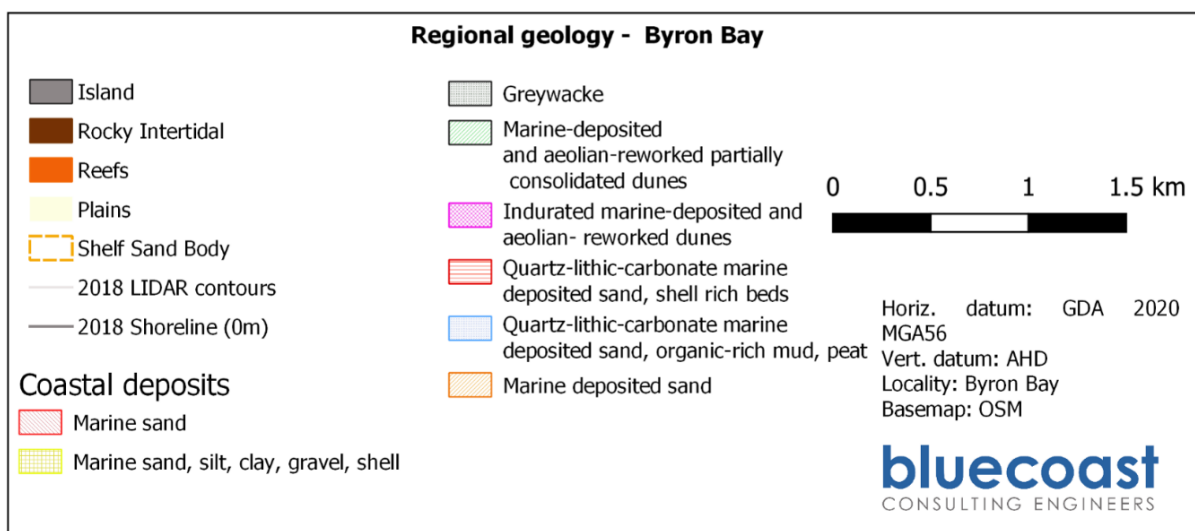 Regional geology - Byron Bay
Island
Rocky Intertidal
Reefs
Plains
Shelf Sand Body
2018 LIDAR contours
2018 Shoreline (0m)
Coastal deposits
Marine sand
Marine sand, silt, clay, gravel, shell
Greywacke
Marine-deposited
and aeolian-reworked partially
consolidated dunes
Indurated marine-deposited and
aeolian- reworked dunes
Quartz-lithic-carbonate marine
deposited sand, shell rich beds
Quartz-lithic-carbonate marine
deposited sand, organic-rich mud, peat
Marine deposited sand
0 0.5 1 1.5 km
Horiz. datum: GDA 2020
MGA56
Vert. datum: AHD
Locality: Byron Bay
Basemap: OSM
bluecoast
CONSULTING ENGINEERS